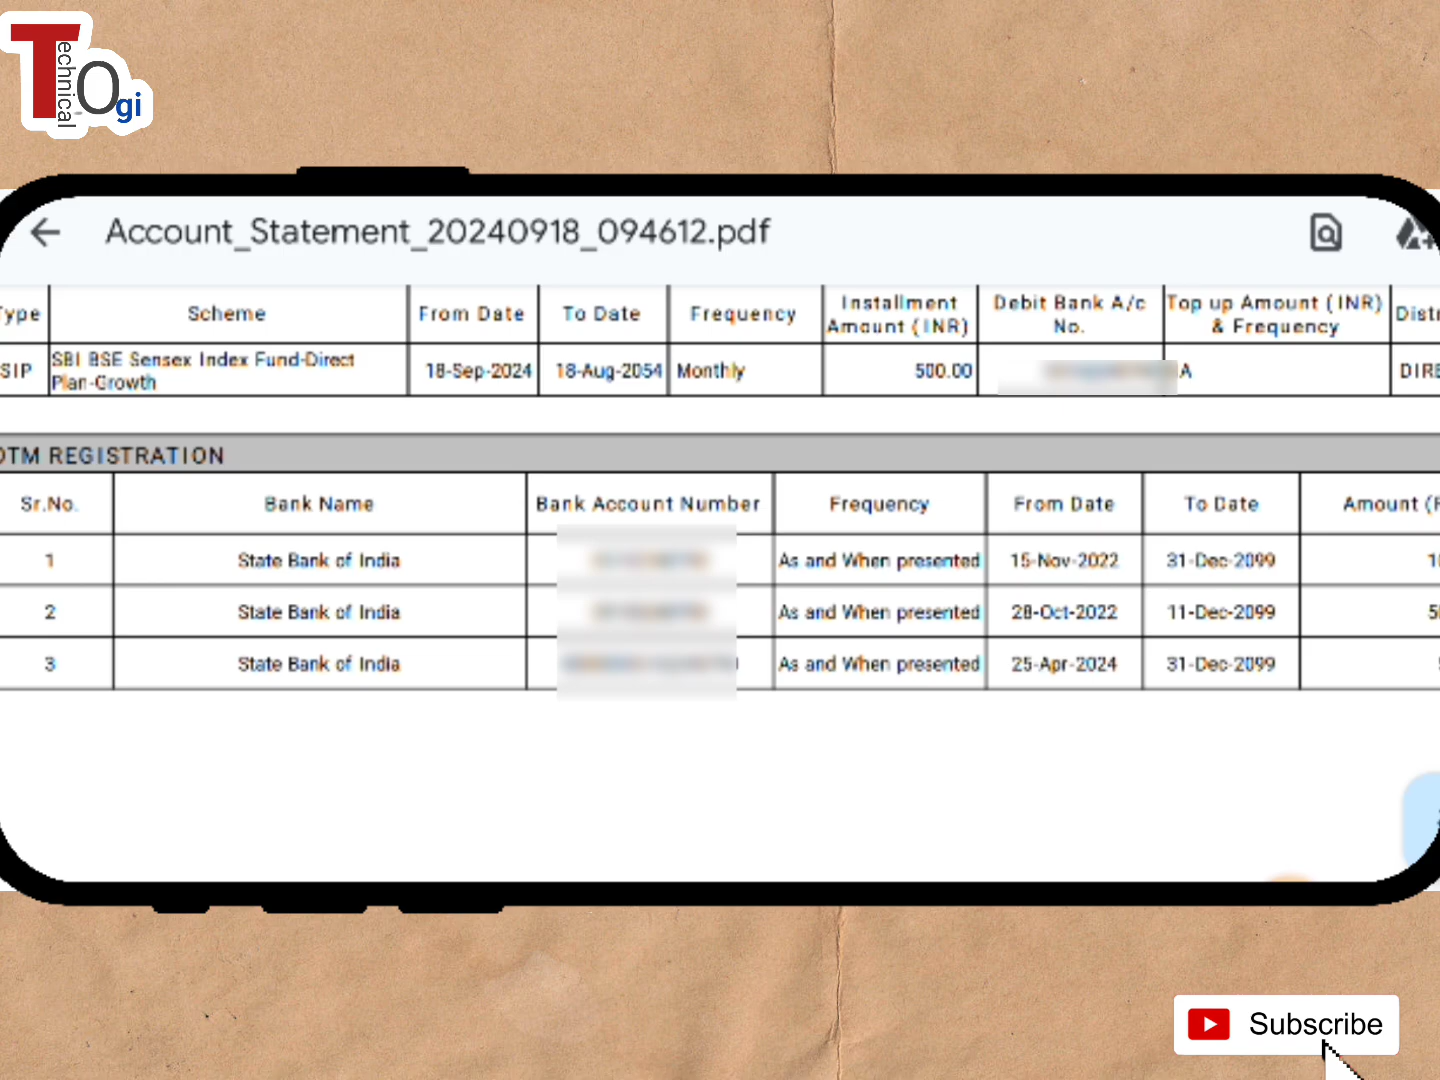 Technical Ogi
Account_Statement_20240918_094612.pdf
Type Scheme From Date To Date Frequency Installment Amount (INR) Debit Bank A/c No. Top up Amount (INR) & Frequency
SIP SBI BSE Sensex Index Fund-Direct Plan-Growth 18-Sep-2024 18-Aug-2054 Monthly 500.00 A
OTM REGISTRATION
Sr.No. Bank Name Bank Account Number Frequency From Date To Date Amount
1 State Bank of India As and When presented 15-Nov-2022 31-Dec-2099
2 State Bank of India As and When presented 28-Oct-2022 11-Dec-2099
3 State Bank of India As and When presented 25-Apr-2024 31-Dec-2099
Subscribe